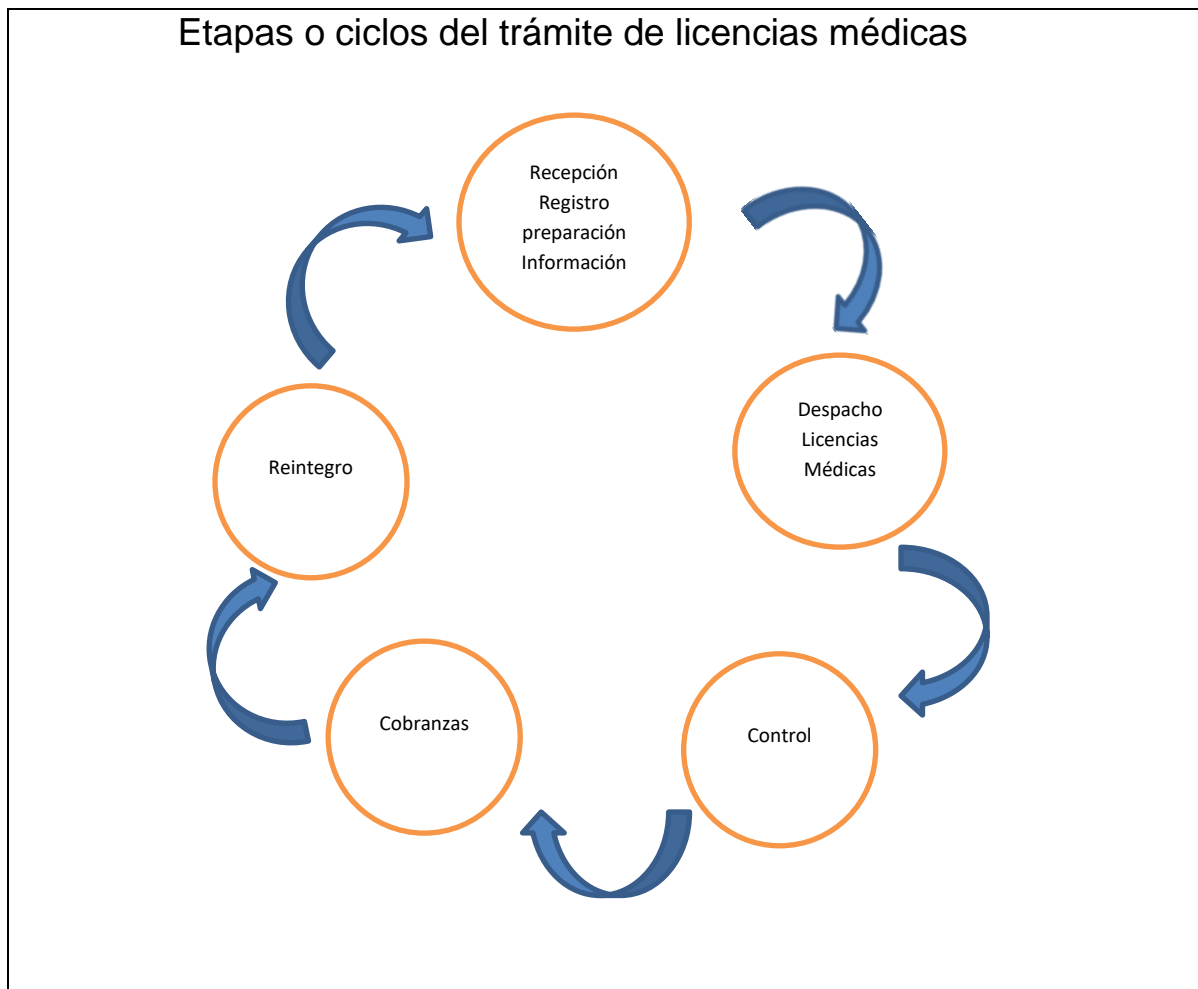 Etapas o ciclos del trámite de licencias médicas
Recepción
Registro
preparación
Información
Despacho
Licencias
Médicas
Reintegro
Cobranzas
Control